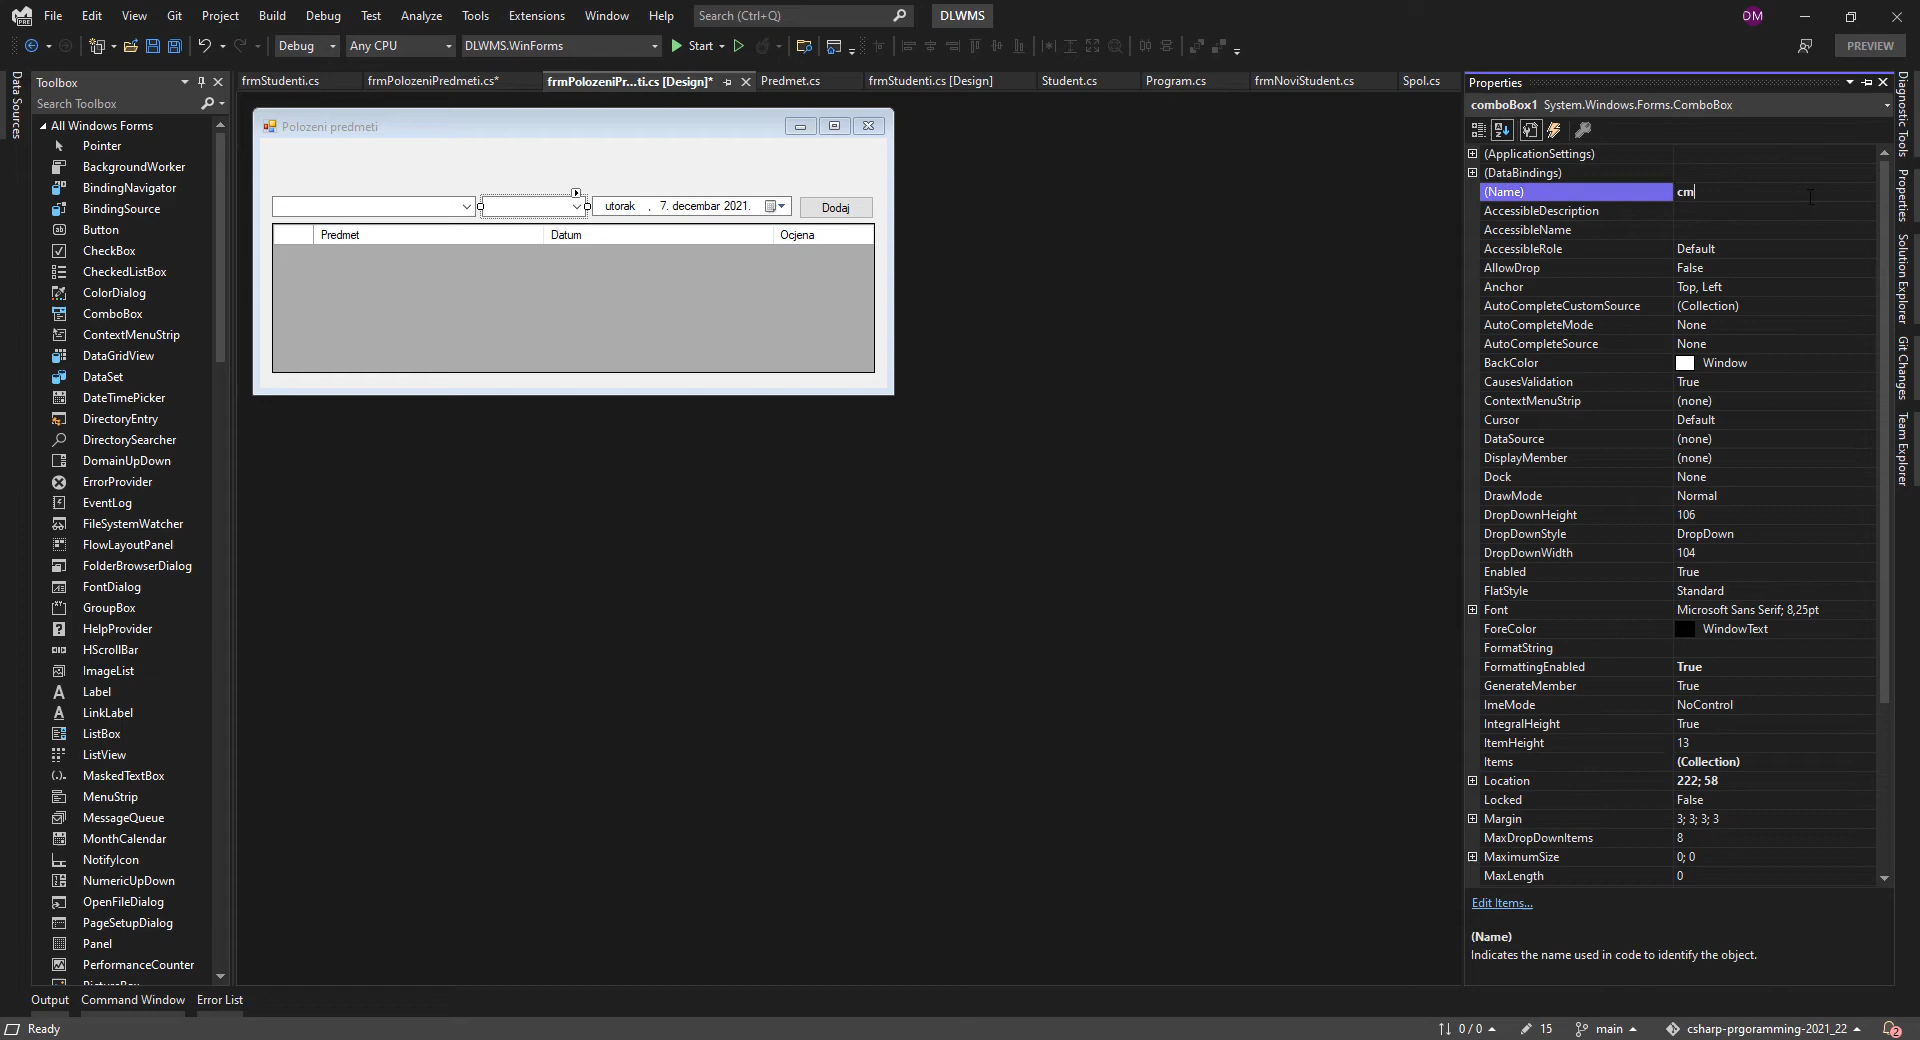 File Edit View Git Project Build Debug Test Analyze Tools Extensions Window Help Search (Ctrl+Q) DLWMS DM
PRE
Debug Any CPU DLWMS.WinForms Start PREVIEW
Data Sources
Toolbox
Search Toolbox
All Windows Forms
Pointer
BackgroundWorker
BindingNavigator
BindingSource
Button
CheckBox
CheckedListBox
ColorDialog
ComboBox
ContextMenuStrip
DataGridView
DataSet
DateTimePicker
DirectoryEntry
DirectorySearcher
DomainUpDown
ErrorProvider
EventLog
FileSystemWatcher
FlowLayoutPanel
FolderBrowserDialog
FontDialog
GroupBox
HelpProvider
HScrollBar
ImageList
Label
LinkLabel
ListBox
ListView
MaskedTextBox
MenuStrip
MessageQueue
MonthCalendar
NotifyIcon
NumericUpDown
OpenFileDialog
PageSetupDialog
Panel
PerformanceCounter
frmStudenti.cs frmPolozeniPredmeti.cs* frmPolozeniPr...ti.cs [Design]* Predmet.cs frmStudenti.cs [Design] Student.cs Program.cs frmNoviStudent.cs Spol.cs
Polozeni predmeti
utorak , 7. decembar 2021. Dodaj
Predmet Datum Ocjena
Properties
comboBox1 System.Windows.Forms.ComboBox
(ApplicationSettings)
(DataBindings)
(Name) cm
AccessibleDescription
AccessibleName
AccessibleRole Default
AllowDrop False
Anchor Top, Left
AutoCompleteCustomSource (Collection)
AutoCompleteMode None
AutoCompleteSource None
BackColor Window
CausesValidation True
ContextMenuStrip (none)
Cursor Default
DataSource (none)
DisplayMember (none)
Dock None
DrawMode Normal
DropDownHeight 106
DropDownStyle DropDown
DropDownWidth 104
Enabled True
FlatStyle Standard
Font Microsoft Sans Serif; 8,25pt
ForeColor WindowText
FormatString
FormattingEnabled True
GenerateMember True
ImeMode NoControl
IntegralHeight True
ItemHeight 13
Items (Collection)
Location 222; 58
Locked False
Margin 3; 3; 3; 3
MaxDropDownItems 8
MaximumSize 0; 0
MaxLength 0
Edit Items...
(Name)
Indicates the name used in code to identify the object.
Diagnostic Tools
Properties
Solution Explorer
Git Changes
Team Explorer
Output Command Window Error List
Ready 0 / 0 15 main csharp-prgoramming-2021_22 2